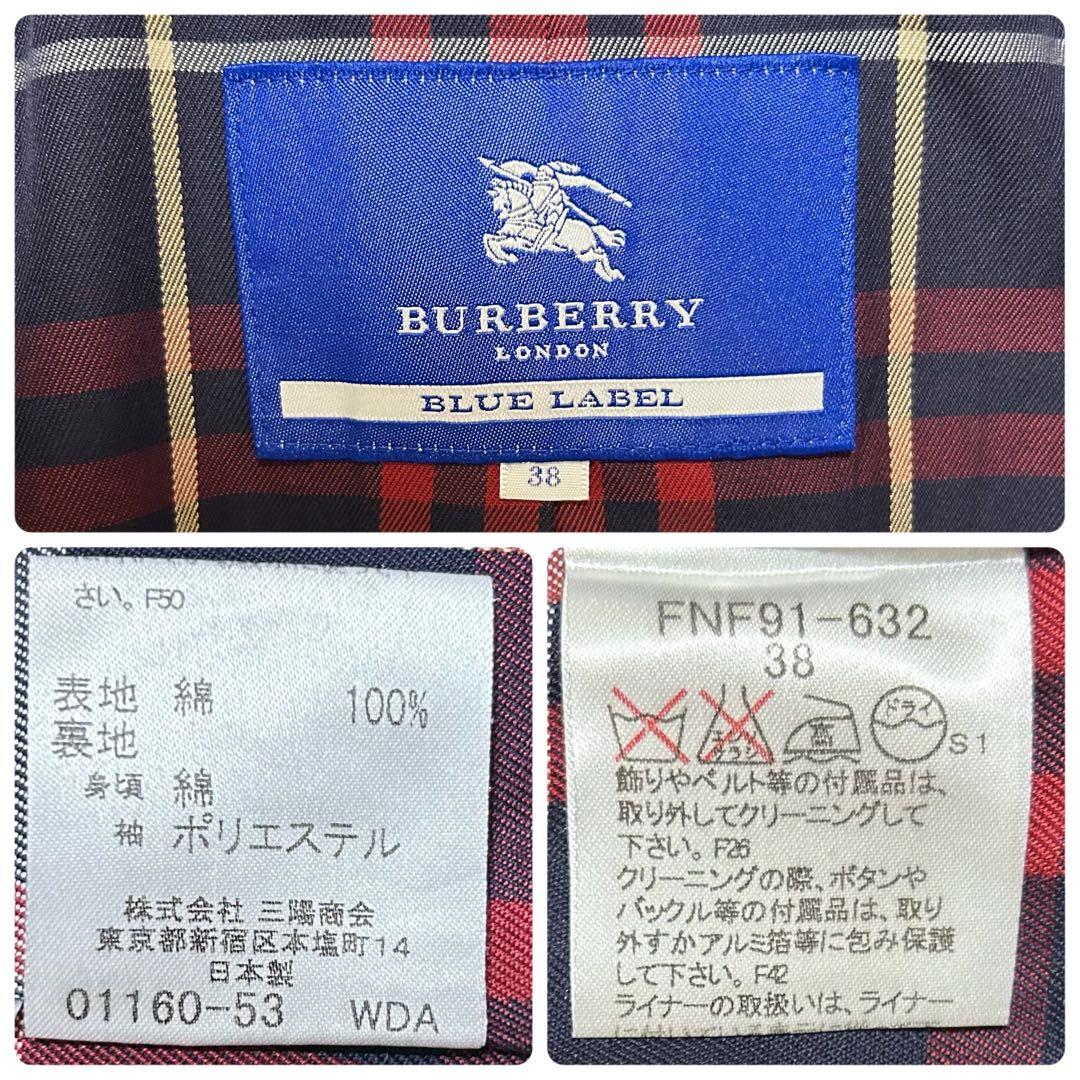 BURBERRY
LONDON
BLUE LABEL
38
さい。F50
表地 綿 100%
裏地
身頃 綿
袖 ポリエステル
株式会社 三陽商会
東京都新宿区本塩町14
日本製
01160-53 WDA
FNF91-632
38
エンソ
サラシ
高
ドライ
S1
飾りやベルト等の付属品は、
取り外してクリーニングして
下さい。F26
クリーニングの際、ボタンや
バックル等の付属品は、取り
外すかアルミ箔等に包み保護
して下さい。F42
ライナーの取扱いは、ライナー